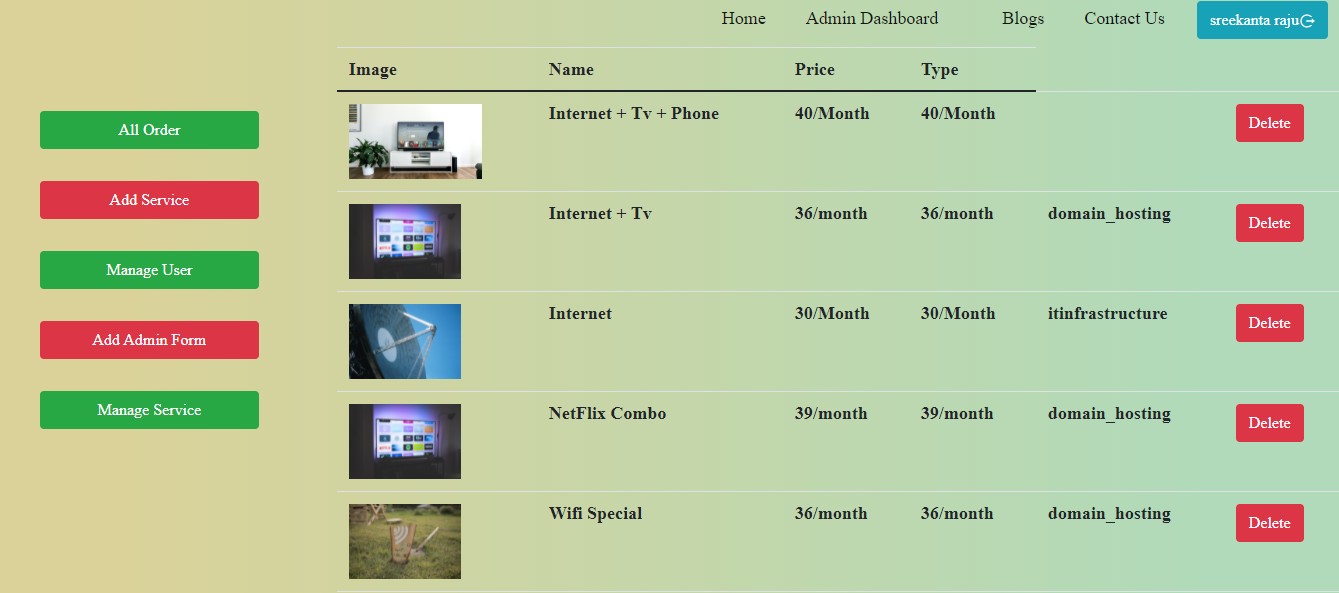 Home Admin Dashboard Blogs Contact Us sreekanta raju
Image Name Price Type
All Order
Add Service
Manage User
Add Admin Form
Manage Service
Internet + Tv + Phone 40/Month 40/Month Delete
Internet + Tv 36/month 36/month domain_hosting Delete
Internet 30/Month 30/Month itinfrastructure Delete
NetFlix Combo 39/month 39/month domain_hosting Delete
Wifi Special 36/month 36/month domain_hosting Delete